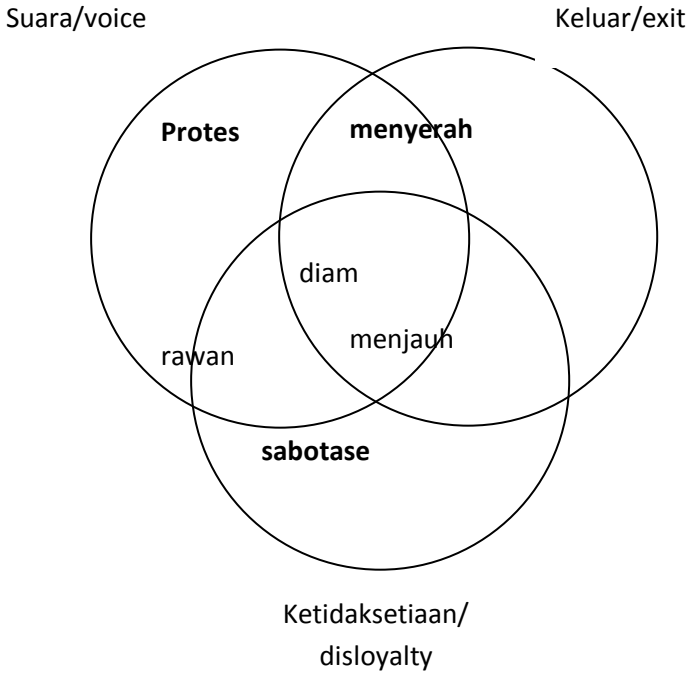 Suara/voice
Keluar/exit
Protes
menyerah
diam
menjauh
rawan
sabotase
Ketidaksetiaan/
disloyalty